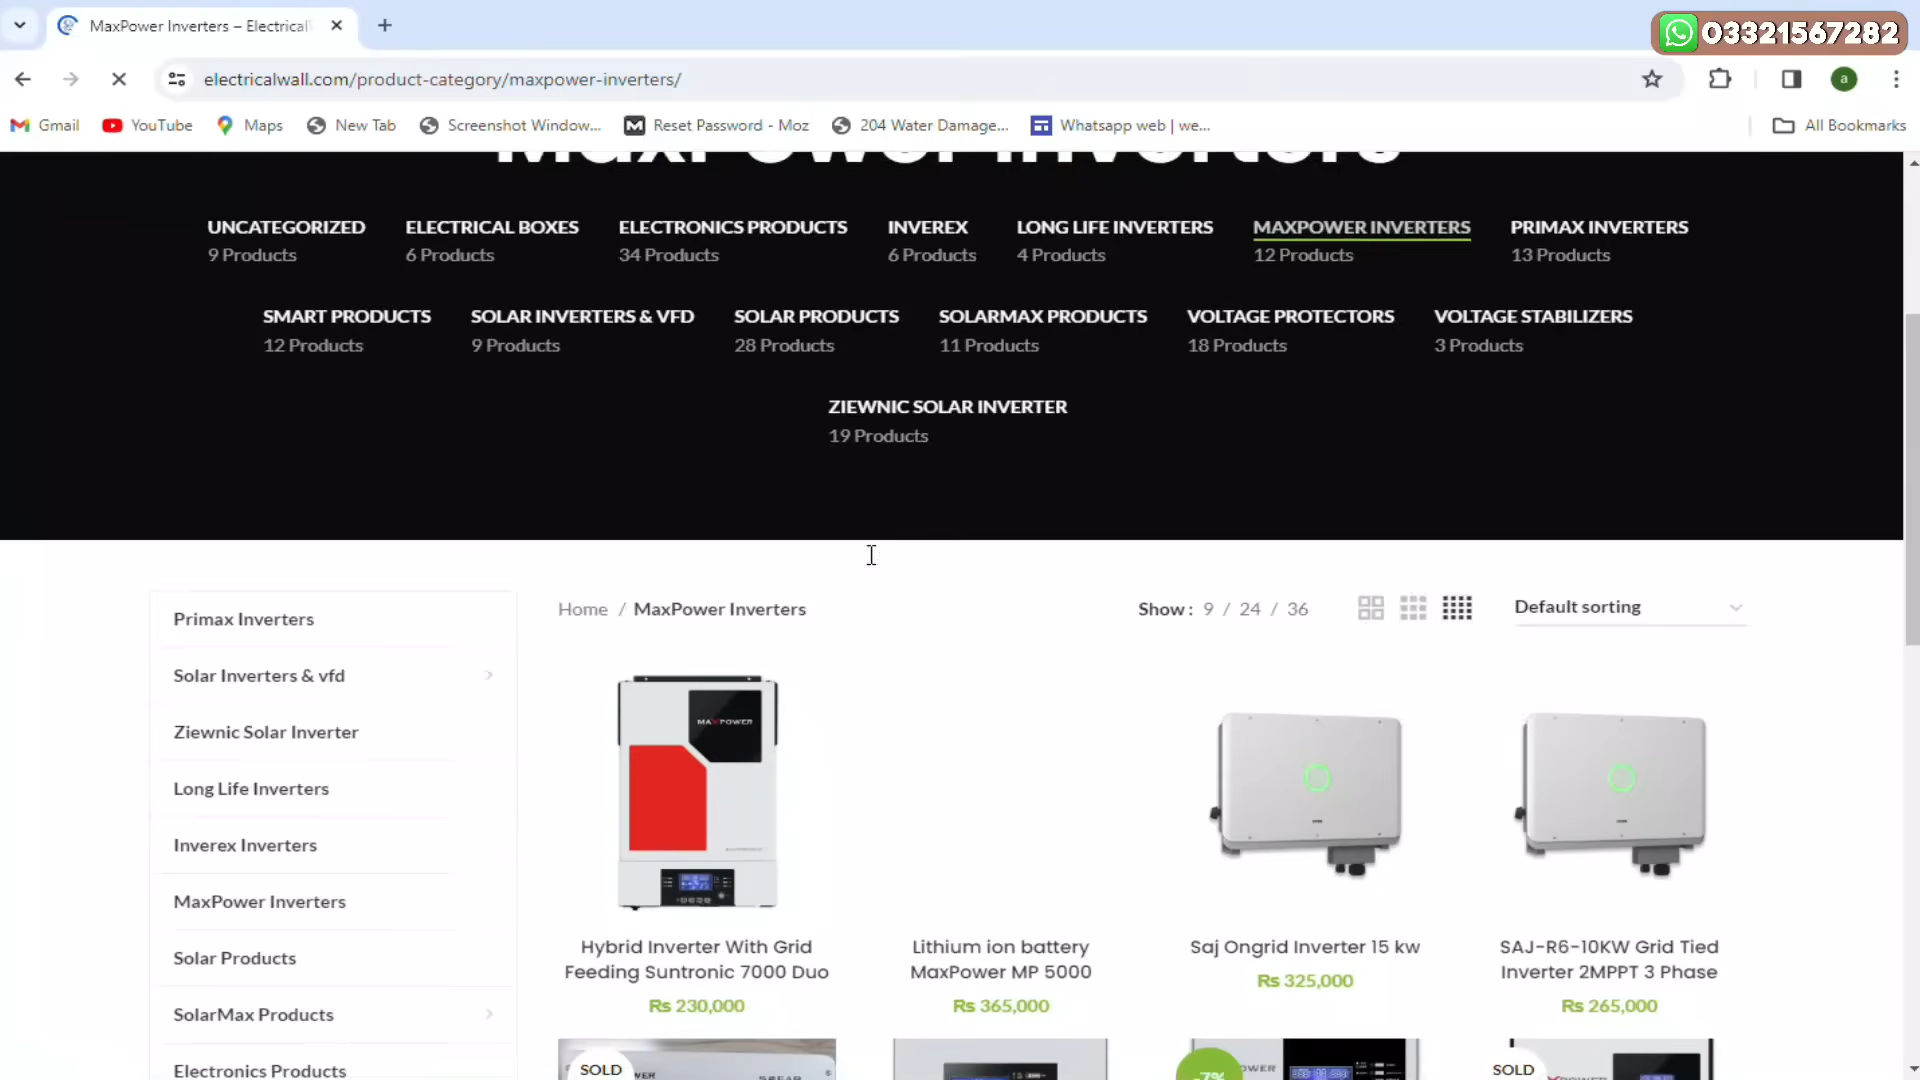 MaxPower Inverters – Electrical
03321567282
electricalwall.com/product-category/maxpower-inverters/
a
Gmail
YouTube
Maps
New Tab
Screenshot Window...
Reset Password - Moz
204 Water Damage...
Whatsapp web | we...
All Bookmarks
MaxPower Inverters
UNCATEGORIZED
9 Products
ELECTRICAL BOXES
6 Products
ELECTRONICS PRODUCTS
34 Products
INVEREX
6 Products
LONG LIFE INVERTERS
4 Products
MAXPOWER INVERTERS
12 Products
PRIMAX INVERTERS
13 Products
SMART PRODUCTS
12 Products
SOLAR INVERTERS & VFD
9 Products
SOLAR PRODUCTS
28 Products
SOLARMAX PRODUCTS
11 Products
VOLTAGE PROTECTORS
18 Products
VOLTAGE STABILIZERS
3 Products
ZIEWNIC SOLAR INVERTER
19 Products
Primax Inverters
Solar Inverters & vfd
Ziewnic Solar Inverter
Long Life Inverters
Inverex Inverters
MaxPower Inverters
Solar Products
SolarMax Products
Electronics Products
Home / MaxPower Inverters
Show : 9 / 24 / 36
Default sorting
MAXPOWER
Hybrid Inverter With Grid
Feeding Suntronic 7000 Duo
Rs 230,000
Lithium ion battery
MaxPower MP 5000
Rs 365,000
Saj Ongrid Inverter 15 kw
Rs 325,000
SAJ-R6-10KW Grid Tied
Inverter 2MPPT 3 Phase
Rs 265,000
SOLD
-7%
SOLD